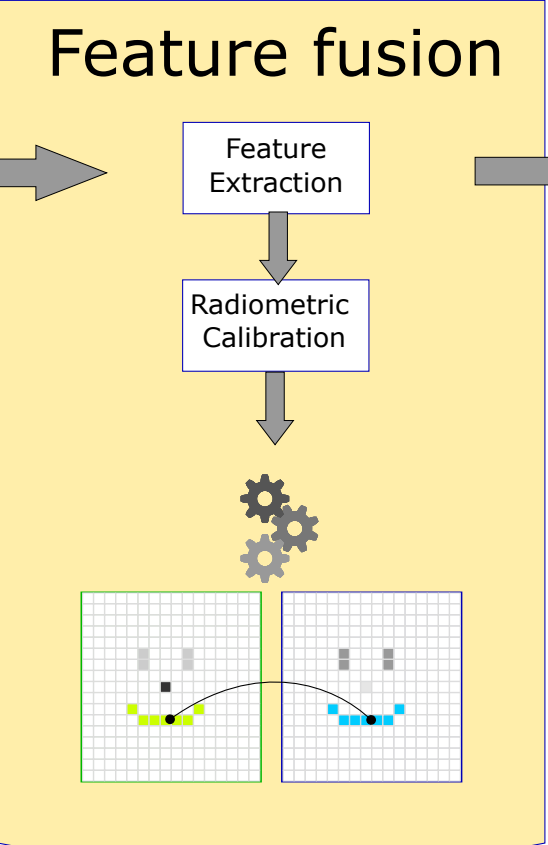 Feature fusion
Feature
Extraction
Radiometric
Calibration